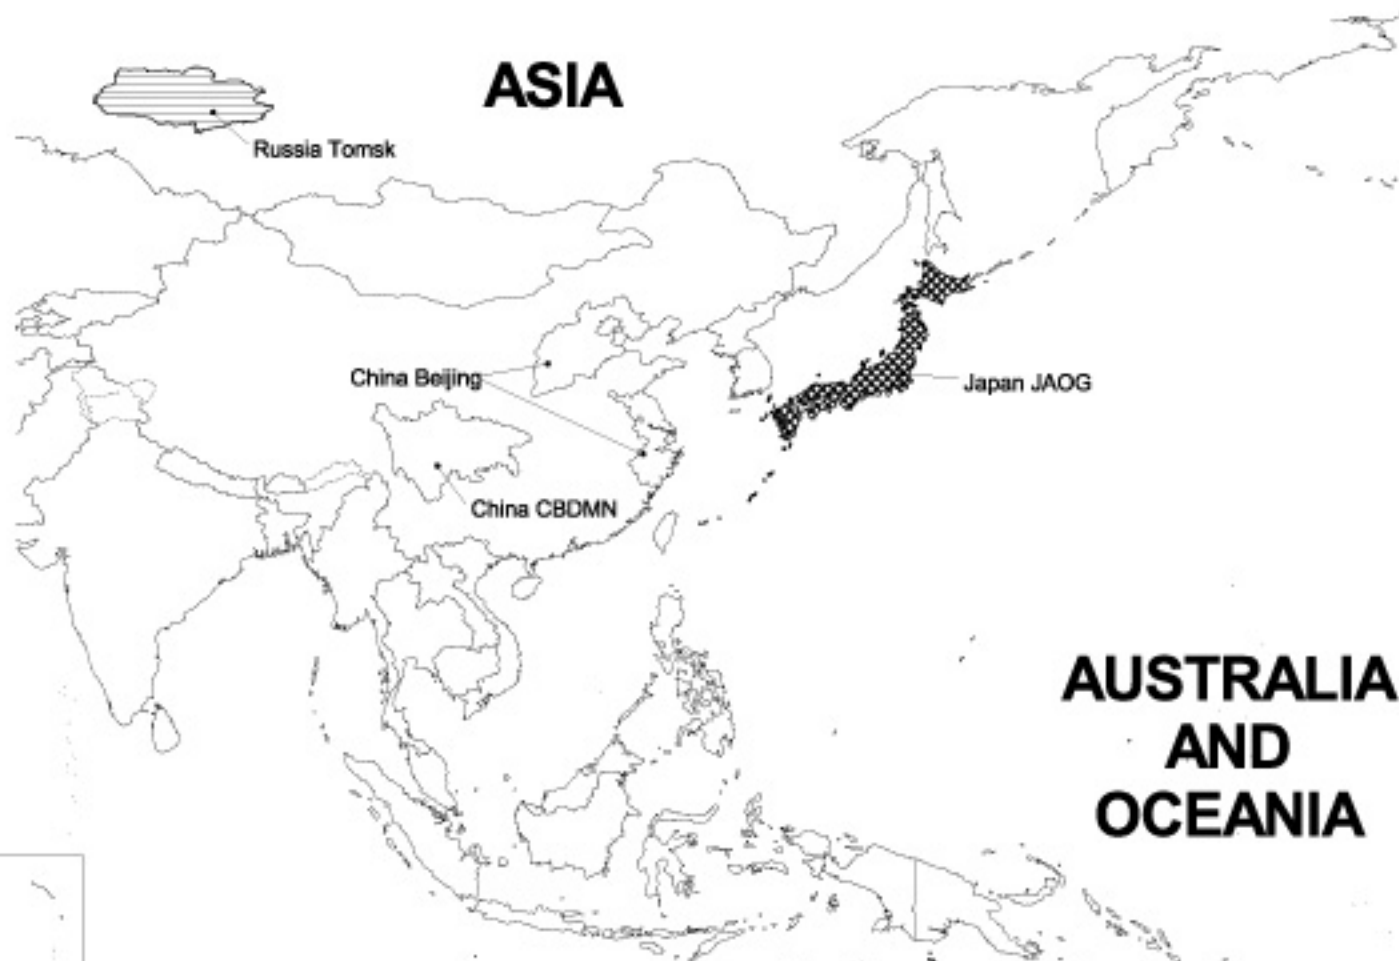 ASIA
Russia Tomsk
China Beijing
Japan JAOG
China CBDMN
AUSTRALIA
AND
OCEANIA